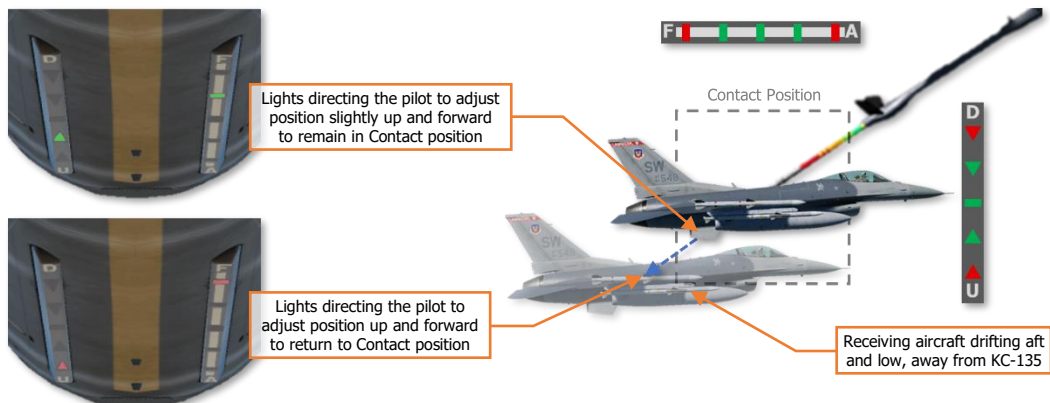 D
F
U
A
Lights directing the pilot to adjust
position slightly up and forward
to remain in Contact position
F
A
Contact Position
D
U
SW
SW
D
F
U
A
Lights directing the pilot to
adjust position up and forward
to return to Contact position
Receiving aircraft drifting aft
and low, away from KC-135